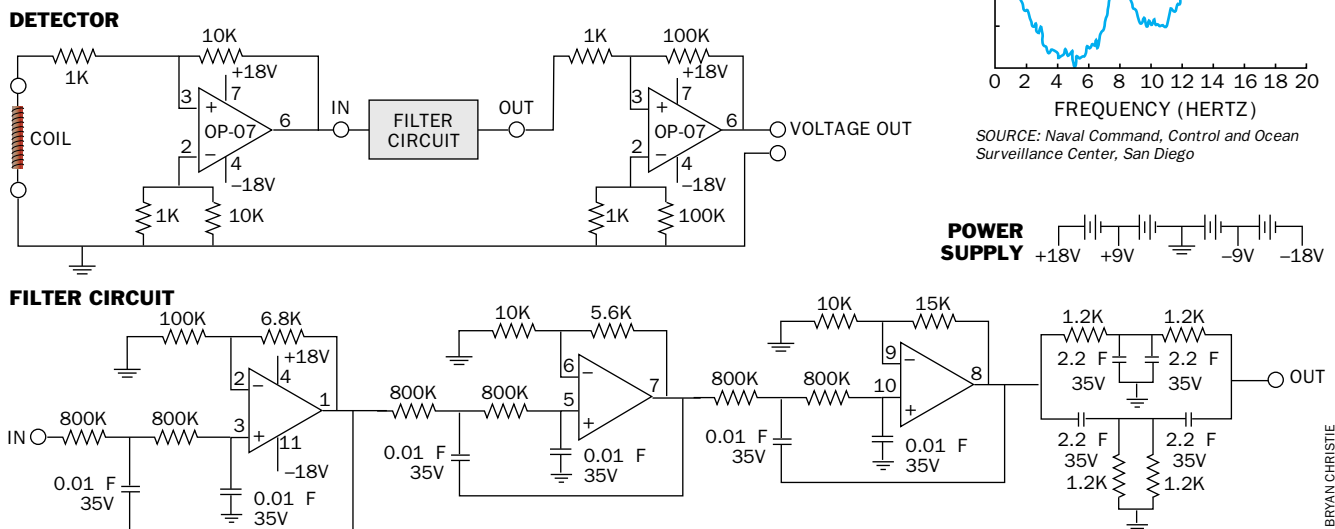 DETECTOR
1K
10K
+18V
7
3
+
OP-07
6
2
–
4
–18V
COIL
1K
10K
IN
FILTER
CIRCUIT
OUT
1K
100K
+18V
7
3
+
OP-07
6
2
–
4
–18V
1K
100K
VOLTAGE OUT
0 2 4 6 8 10 12 14 16 18 20
FREQUENCY (HERTZ)
SOURCE: Naval Command, Control and Ocean
Surveillance Center, San Diego
POWER
SUPPLY
+18V
+9V
–9V
–18V
FILTER CIRCUIT
100K
6.8K
+18V
4
2
–
1
3
+
11
–18V
IN
800K
800K
0.01 F
35V
0.01 F
35V
10K
5.6K
6
–
7
5
+
800K
800K
0.01 F
35V
0.01 F
35V
10K
15K
9
–
8
10
+
800K
800K
0.01 F
35V
0.01 F
35V
1.2K
1.2K
2.2 F
35V
2.2 F
35V
OUT
2.2 F
35V
2.2 F
35V
1.2K
1.2K
BRYAN CHRISTIE